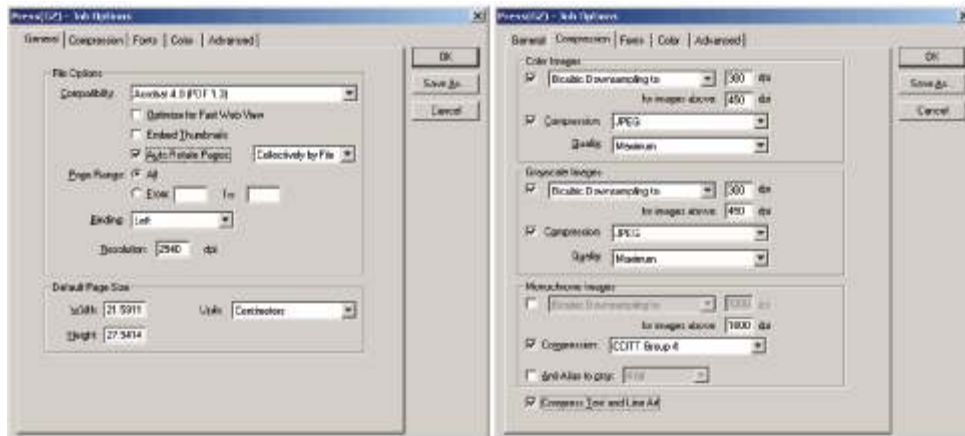 Press(G2) - Job Options
General Compression Fonts Color Advanced
OK
Save As
Cancel
File Options
Compatibility: Acrobat 4.0 (PDF 1.3)
Optimize for Fast Web View
Embed Thumbnails
Auto Rotate Pages: Collectively by File
Page Range: All
From: To:
Binding: Left
Resolution: 2540 dpi
Default Page Size
Width: Units: Centimeters
Height:
Press(G2) - Job Options
General Compression Fonts Color Advanced
OK
Save As
Cancel
Color Images
Bicubic Downsampling to 300 dpi
for images above: 450 dpi
Compression: JPEG
Quality: Maximum
Grayscale Images
Bicubic Downsampling to 300 dpi
for images above: 450 dpi
Compression: JPEG
Quality: Maximum
Monochrome Images
Bicubic Downsampling to dpi
for images above: 1800 dpi
Compression: CCITT Group 4
Anti-Alias to gray:
Compress Text and Line Art